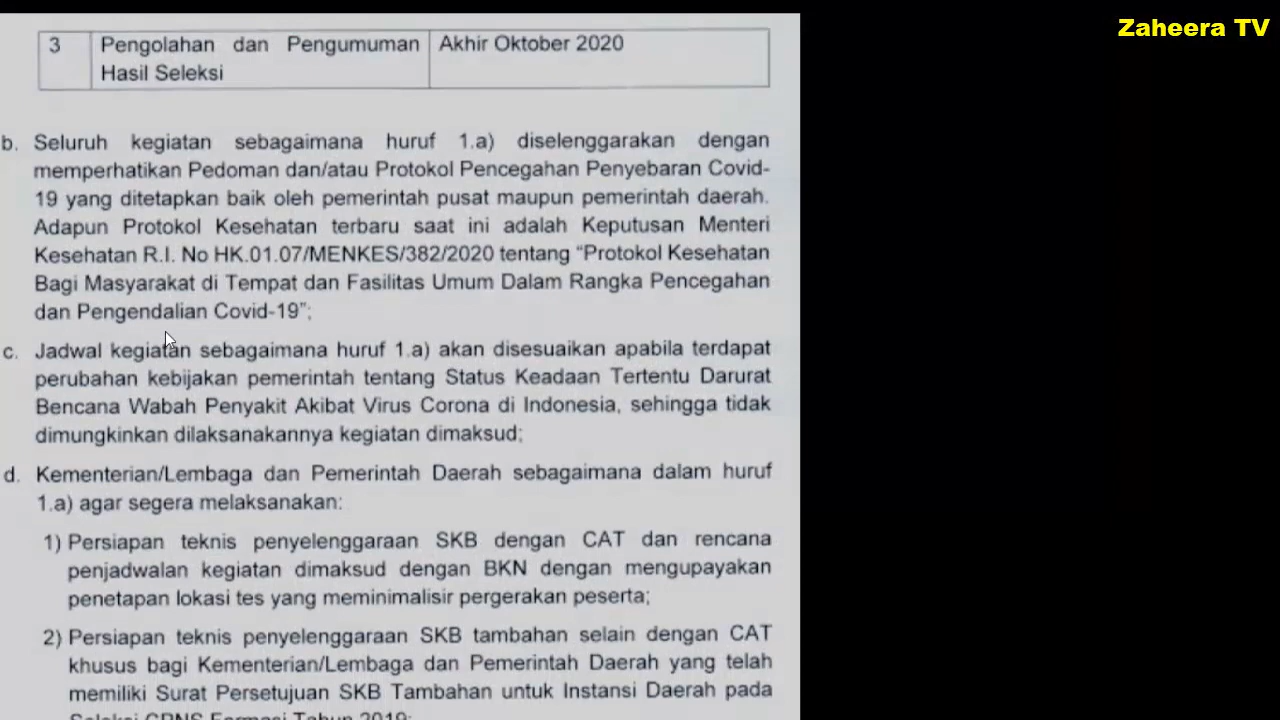 Zaheera TV
3 Pengolahan dan Pengumuman Akhir Oktober 2020
Hasil Seleksi
b. Seluruh kegiatan sebagaimana huruf 1.a) diselenggarakan dengan
memperhatikan Pedoman dan/atau Protokol Pencegahan Penyebaran Covid-
19 yang ditetapkan baik oleh pemerintah pusat maupun pemerintah daerah.
Adapun Protokol Kesehatan terbaru saat ini adalah Keputusan Menteri
Kesehatan R.I. No HK.01.07/MENKES/382/2020 tentang “Protokol Kesehatan
Bagi Masyarakat di Tempat dan Fasilitas Umum Dalam Rangka Pencegahan
dan Pengendalian Covid-19”;
c. Jadwal kegiatan sebagaimana huruf 1.a) akan disesuaikan apabila terdapat
perubahan kebijakan pemerintah tentang Status Keadaan Tertentu Darurat
Bencana Wabah Penyakit Akibat Virus Corona di Indonesia, sehingga tidak
dimungkinkan dilaksanakannya kegiatan dimaksud;
d. Kementerian/Lembaga dan Pemerintah Daerah sebagaimana dalam huruf
1.a) agar segera melaksanakan:
1) Persiapan teknis penyelenggaraan SKB dengan CAT dan rencana
penjadwalan kegiatan dimaksud dengan BKN dengan mengupayakan
penetapan lokasi tes yang meminimalisir pergerakan peserta;
2) Persiapan teknis penyelenggaraan SKB tambahan selain dengan CAT
khusus bagi Kementerian/Lembaga dan Pemerintah Daerah yang telah
memiliki Surat Persetujuan SKB Tambahan untuk Instansi Daerah pada
Seleksi CPNS Formasi Tahun 2019;